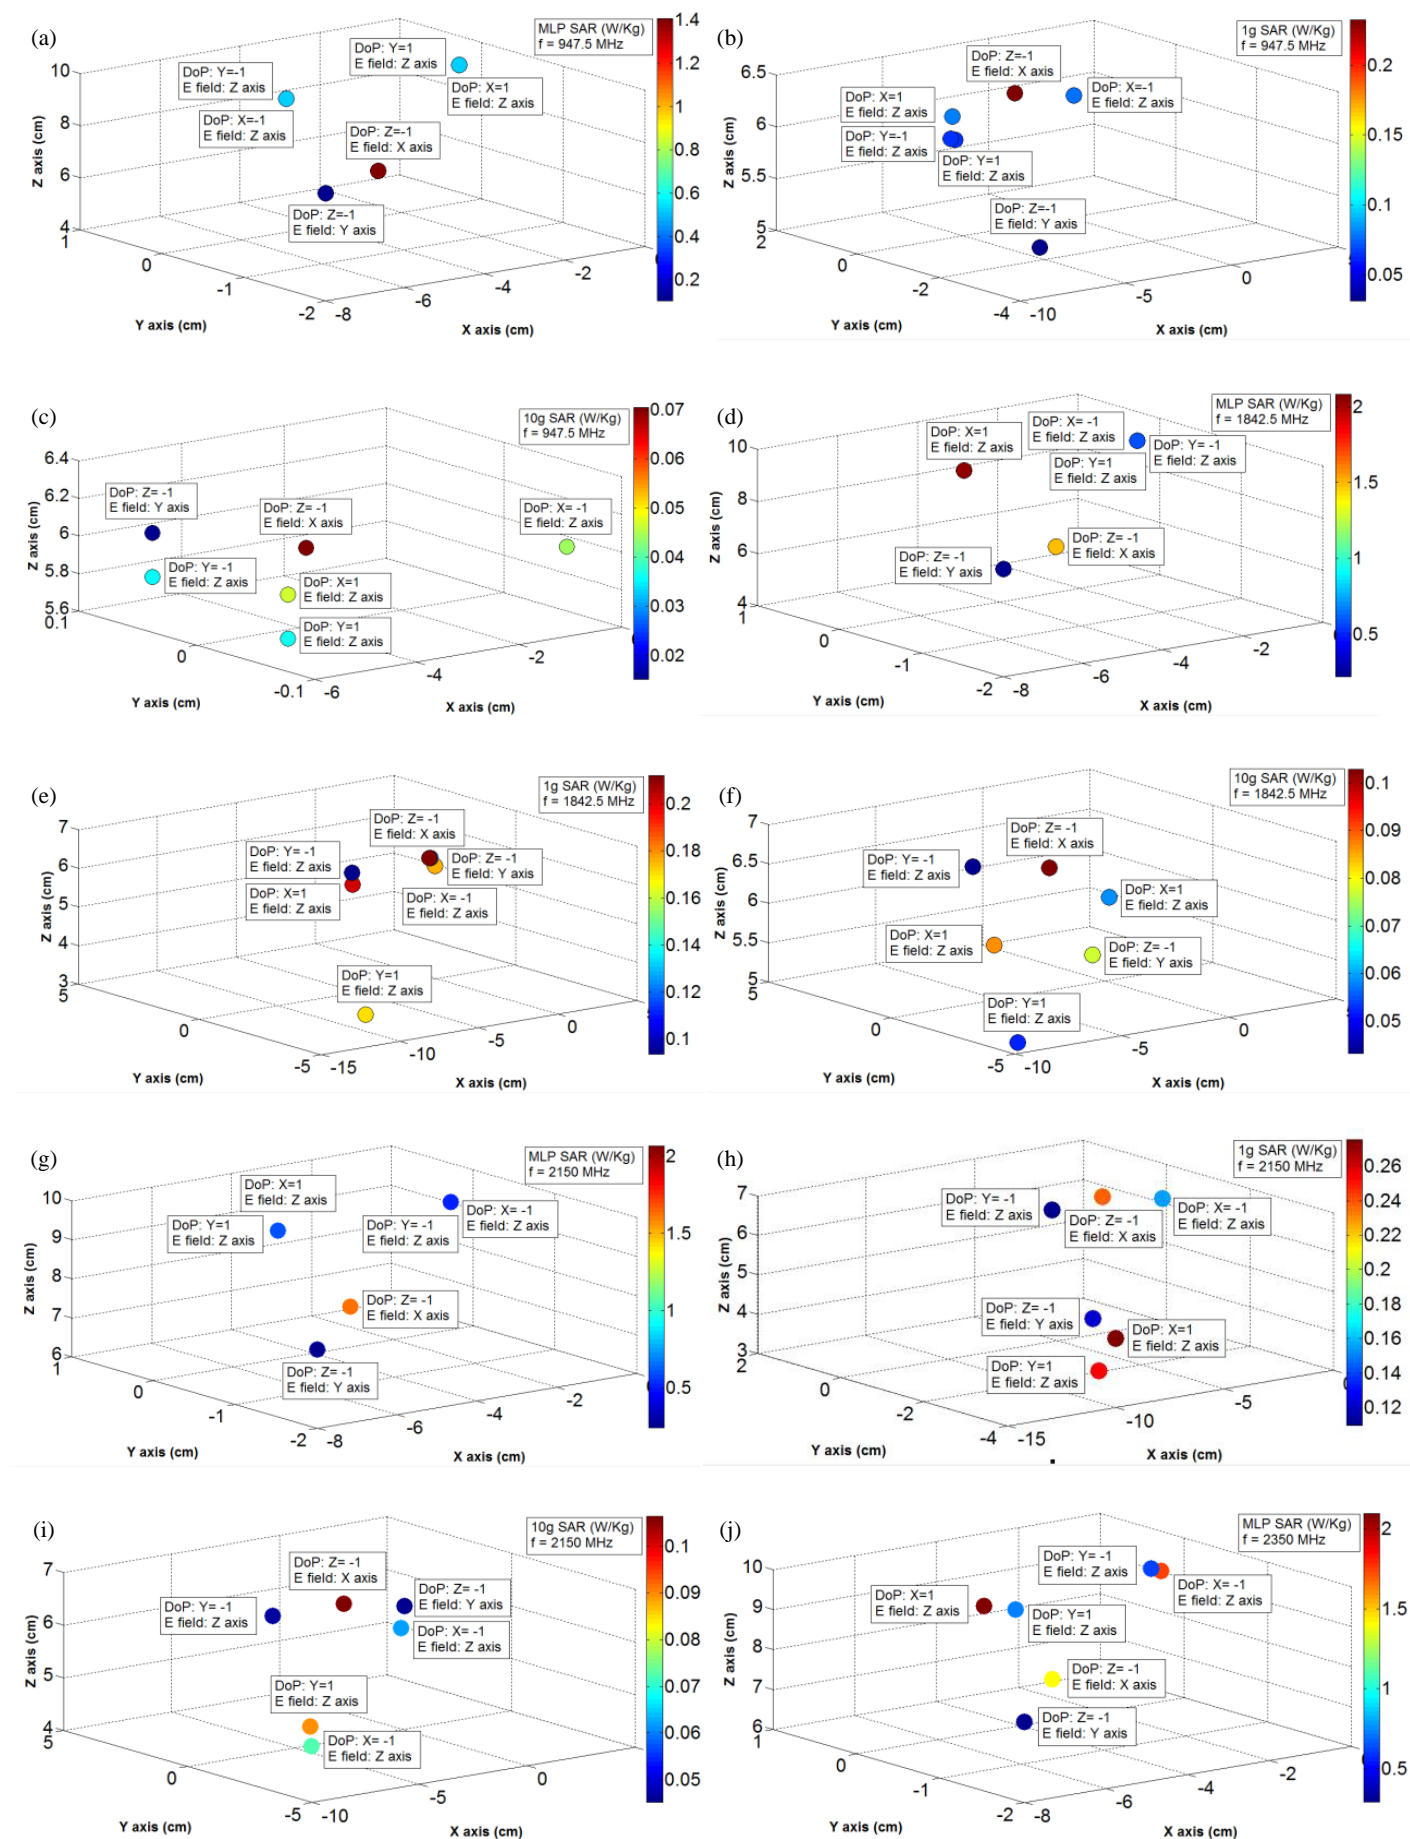 (a)
MLP SAR (W/Kg)
f = 947.5 MHz
DoP: Y=1
E field: Z axis
DoP: Y=-1
E field: Z axis
DoP: X=1
E field: Z axis
DoP: X=-1
E field: Z axis
DoP: Z=-1
E field: X axis
DoP: Z=-1
E field: Y axis
10
8
6
4
1
0
-1
-2
-8
-6
-4
-2
Z axis (cm)
Y axis (cm)
X axis (cm)
1.4
1.2
1
0.8
0.6
0.4
0.2
(b)
1g SAR (W/Kg)
f = 947.5 MHz
DoP: Z=-1
E field: X axis
DoP: X=-1
E field: Z axis
DoP: X=1
E field: Z axis
DoP: Y=-1
E field: Z axis
DoP: Y=1
E field: Z axis
DoP: Z=-1
E field: Y axis
6.5
6
5.5
5
2
0
-2
-4
-10
-5
0
Z axis (cm)
Y axis (cm)
X axis (cm)
0.2
0.15
0.1
0.05
(c)
10g SAR (W/Kg)
f = 947.5 MHz
DoP: Z= -1
E field: Y axis
DoP: Z= -1
E field: X axis
DoP: X= -1
E field: Z axis
DoP: Y= -1
E field: Z axis
DoP: X=1
E field: Z axis
DoP: Y=1
E field: Z axis
6.4
6.2
6
5.8
5.6
0.1
0
-0.1
-6
-4
-2
Z axis (cm)
Y axis (cm)
X axis (cm)
0.07
0.06
0.05
0.04
0.03
0.02
(d)
MLP SAR (W/Kg)
f = 1842.5 MHz
DoP: X=1
E field: Z axis
DoP: X= -1
E field: Z axis
DoP: Y= -1
E field: Z axis
DoP: Y=1
E field: Z axis
DoP: Z= -1
E field: X axis
DoP: Z= -1
E field: Y axis
10
8
6
4
1
0
-1
-2
-8
-6
-4
-2
Z axis (cm)
Y axis (cm)
X axis (cm)
2
1.5
1
0.5
(e)
1g SAR (W/Kg)
f = 1842.5 MHz
DoP: Z= -1
E field: X axis
DoP: Y= -1
E field: Z axis
DoP: Z= -1
E field: Y axis
DoP: X=1
E field: Z axis
DoP: X= -1
E field: Z axis
DoP: Y=1
E field: Z axis
7
6
5
4
3
5
0
-5
-15
-10
-5
0
Z axis (cm)
Y axis (cm)
X axis (cm)
0.2
0.18
0.16
0.14
0.12
0.1
(f)
10g SAR (W/Kg)
f = 1842.5 MHz
DoP: Z= -1
E field: X axis
DoP: Y= -1
E field: Z axis
DoP: X=1
E field: Z axis
DoP: X=1
E field: Z axis
DoP: Z= -1
E field: Y axis
DoP: Y=1
E field: Z axis
7
6.5
6
5.5
5
5
0
-5
-10
-5
0
Z axis (cm)
Y axis (cm)
X axis (cm)
0.1
0.09
0.08
0.07
0.06
0.05
(g)
MLP SAR (W/Kg)
f = 2150 MHz
DoP: X=1
E field: Z axis
DoP: Y=1
E field: Z axis
DoP: Y= -1
E field: Z axis
DoP: X= -1
E field: Z axis
DoP: Z= -1
E field: X axis
DoP: Z= -1
E field: Y axis
10
9
8
7
6
1
0
-1
-2
-8
-6
-4
-2
Z axis (cm)
Y axis (cm)
X axis (cm)
2
1.5
1
0.5
(h)
1g SAR (W/Kg)
f = 2150 MHz
DoP: Y= -1
E field: Z axis
DoP: Z= -1
E field: X axis
DoP: X= -1
E field: Z axis
DoP: Z= -1
E field: Y axis
DoP: X=1
E field: Z axis
DoP: Y=1
E field: Z axis
7
6
5
4
3
2
0
-2
-4
-15
-10
-5
Z axis (cm)
Y axis (cm)
X axis (cm)
0.26
0.24
0.22
0.2
0.18
0.16
0.14
0.12
(i)
10g SAR (W/Kg)
f = 2150 MHz
DoP: Z= -1
E field: X axis
DoP: Y= -1
E field: Z axis
DoP: Z= -1
E field: Y axis
DoP: X= -1
E field: Z axis
DoP: Y=1
E field: Z axis
DoP: X= -1
E field: Z axis
7
6
5
4
5
0
-5
-10
-5
0
Z axis (cm)
Y axis (cm)
X axis (cm)
0.1
0.09
0.08
0.07
0.06
0.05
(j)
MLP SAR (W/Kg)
f = 2350 MHz
DoP: Y= -1
E field: Z axis
DoP: X= -1
E field: Z axis
DoP: X=1
E field: Z axis
DoP: Y=1
E field: Z axis
DoP: Z= -1
E field: X axis
DoP: Z= -1
E field: Y axis
10
9
8
7
6
1
0
-1
-2
-8
-6
-4
-2
Z axis (cm)
Y axis (cm)
X axis (cm)
2
1.5
1
0.5